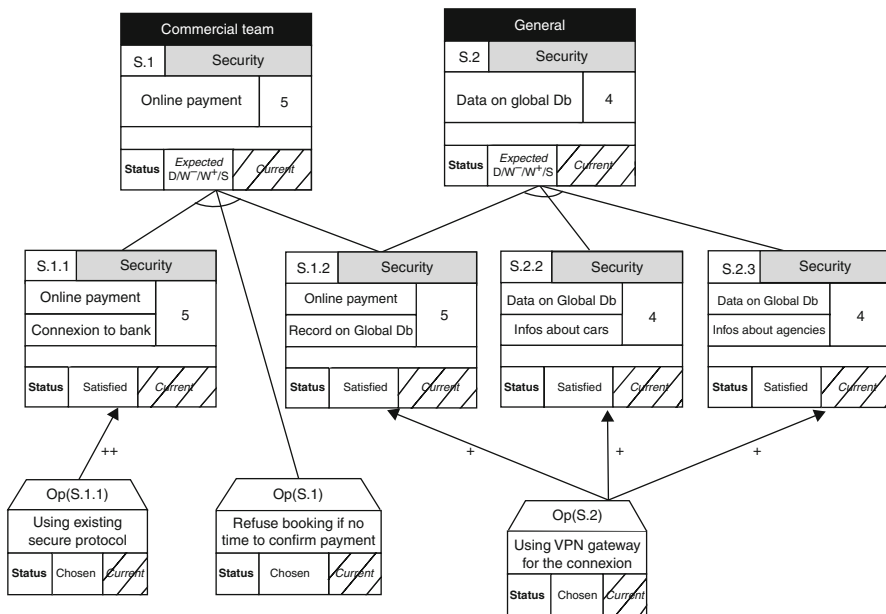 Commercial team
S.1 Security
Online payment 5
Status Expected D/W−/W+/S Current
General
S.2 Security
Data on global Db 4
Status Expected D/W−/W+/S Current
S.1.1 Security
Online payment
Connexion to bank
5
Status Satisfied Current
S.1.2 Security
Online payment
Record on Global Db
5
Status Satisfied Current
S.2.2 Security
Data on Global Db
Infos about cars
4
Status Satisfied Current
S.2.3 Security
Data on Global Db
Infos about agencies
4
Status Satisfied Current
++
+
+
+
Op(S.1.1)
Using existing
secure protocol
Status Chosen Current
Op(S.1)
Refuse booking if no
time to confirm payment
Status Chosen Current
Op(S.2)
Using VPN gateway
for the connexion
Status Chosen Current